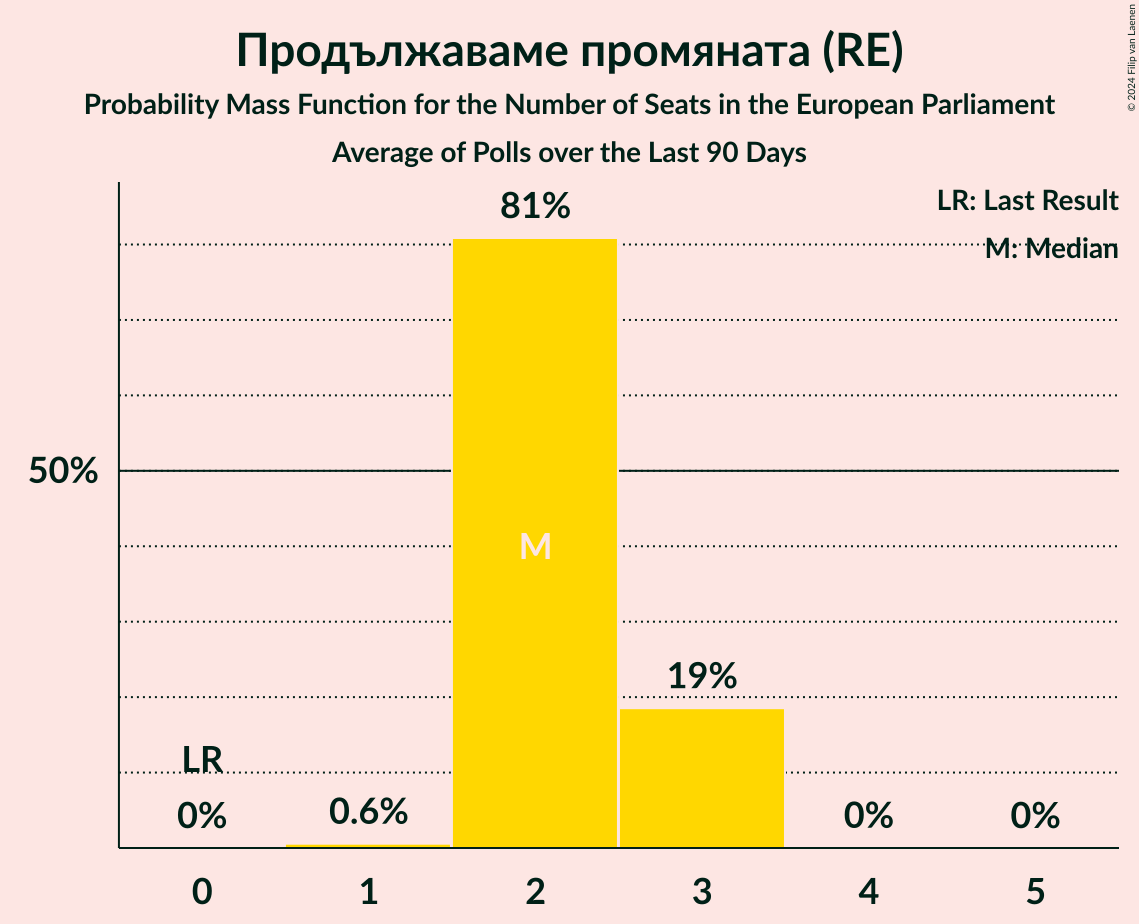 Продължаваме промяната (RE)
Probability Mass Function for the Number of Seats in the European Parliament
Average of Polls over the Last 90 Days
© 2024 Filip van Laenen
LR: Last Result
M: Median
81%
50%
M
19%
LR
0%
0.6%
0%
0%
0
1
2
3
4
5